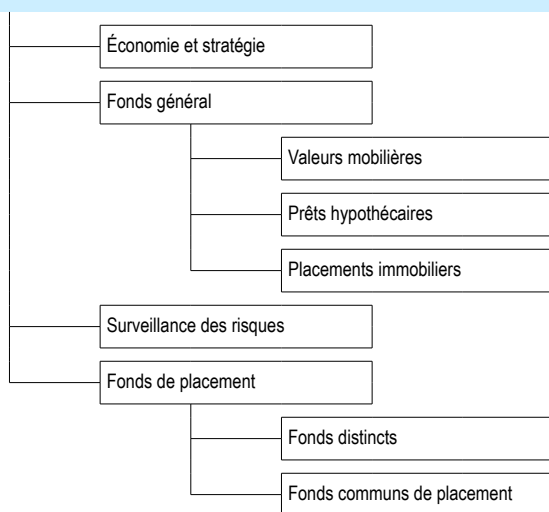 Économie et stratégie
Fonds général
Valeurs mobilières
Prêts hypothécaires
Placements immobiliers
Surveillance des risques
Fonds de placement
Fonds distincts
Fonds communs de placement